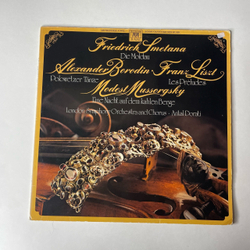 Friedrich Smetana
Die Moldau
Alexander Borodin · Franz Liszt
Polowetzer Tänze Les Préludes
Modest Mussorgsky
Eine Nacht auf dem kahlen Berge
London Symphony Orchestra and Chorus · Antal Dorati